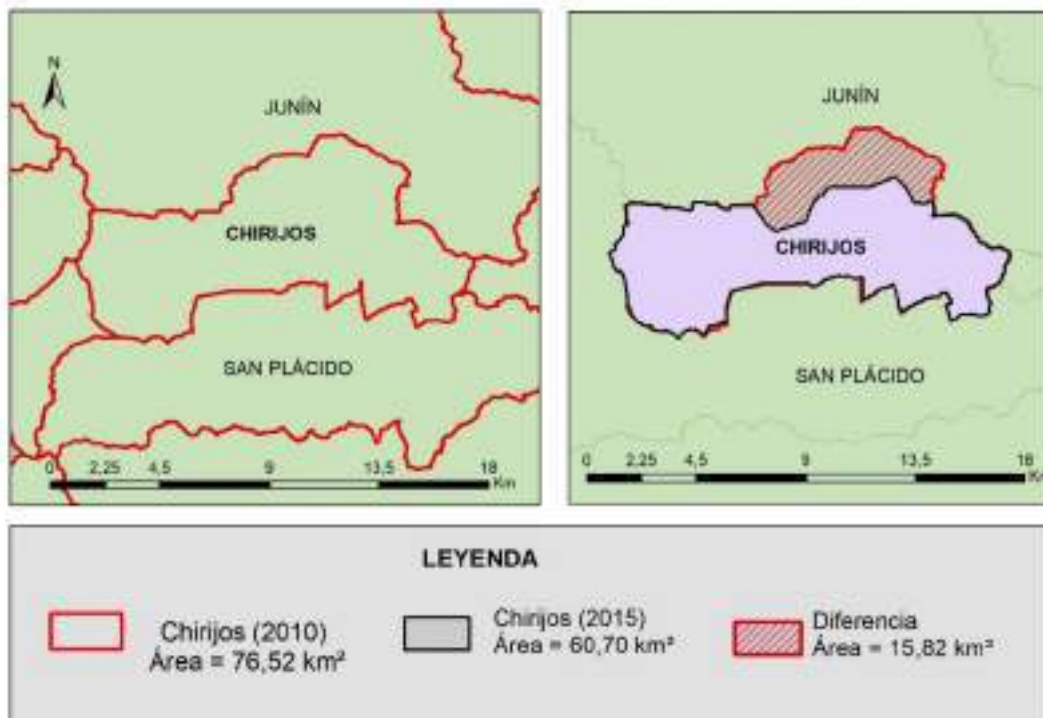 N
JUNÍN
CHIRIJOS
SAN PLÁCIDO
0 2,25 4,5 9 13,5 18
Km
JUNÍN
CHIRIJOS
SAN PLÁCIDO
0 2,25 4,5 9 13,5 18
Km
LEYENDA
Chirijos (2010)
Área = 76,52 km²
Chirijos (2015)
Área = 60,70 km²
Diferencia
Área = 15,82 km²